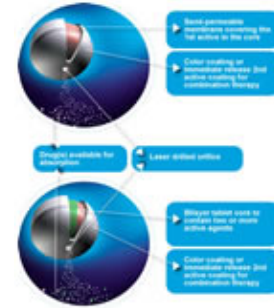 Semi-permeable
membrane covering the
1st active in the core
Color coating or
immediate release 2nd
active coating for
combination therapy
Drug(s) available for
absorption
Laser drilled orifice
Bilayer tablet core to
contain two or more
active agents
Color coating or
immediate release 2nd
active coating for
combination therapy